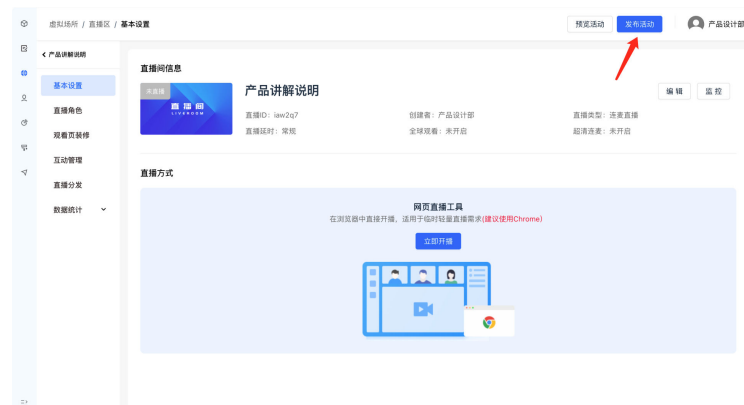 虚拟场所 / 直播区 / 基本设置
预览活动
发布活动
产品设计部
产品讲解说明
基本设置
直播角色
观看页装修
互动管理
直播分发
数据统计
直播间信息
未直播
直播间
LIVEROOM
产品讲解说明
编辑
监控
直播ID：iaw2q7
创建者：产品设计部
直播类型：连麦直播
直播延时：常规
全球观看：未开启
超清连麦：未开启
直播方式
网页直播工具
在浏览器中直接开播，适用于临时轻量直播需求(建议使用Chrome)
立即开播